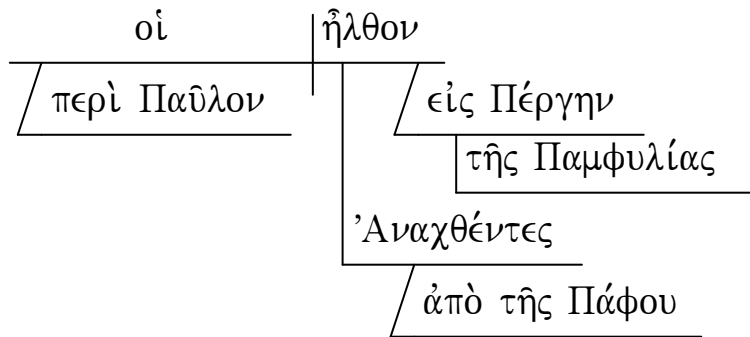 οἱ ἦλθον
περὶ Παῦλον εἰς Πέργην
τῆς Παμφυλίας
Ἀναχθέντες
ἀπὸ τῆς Πάφου